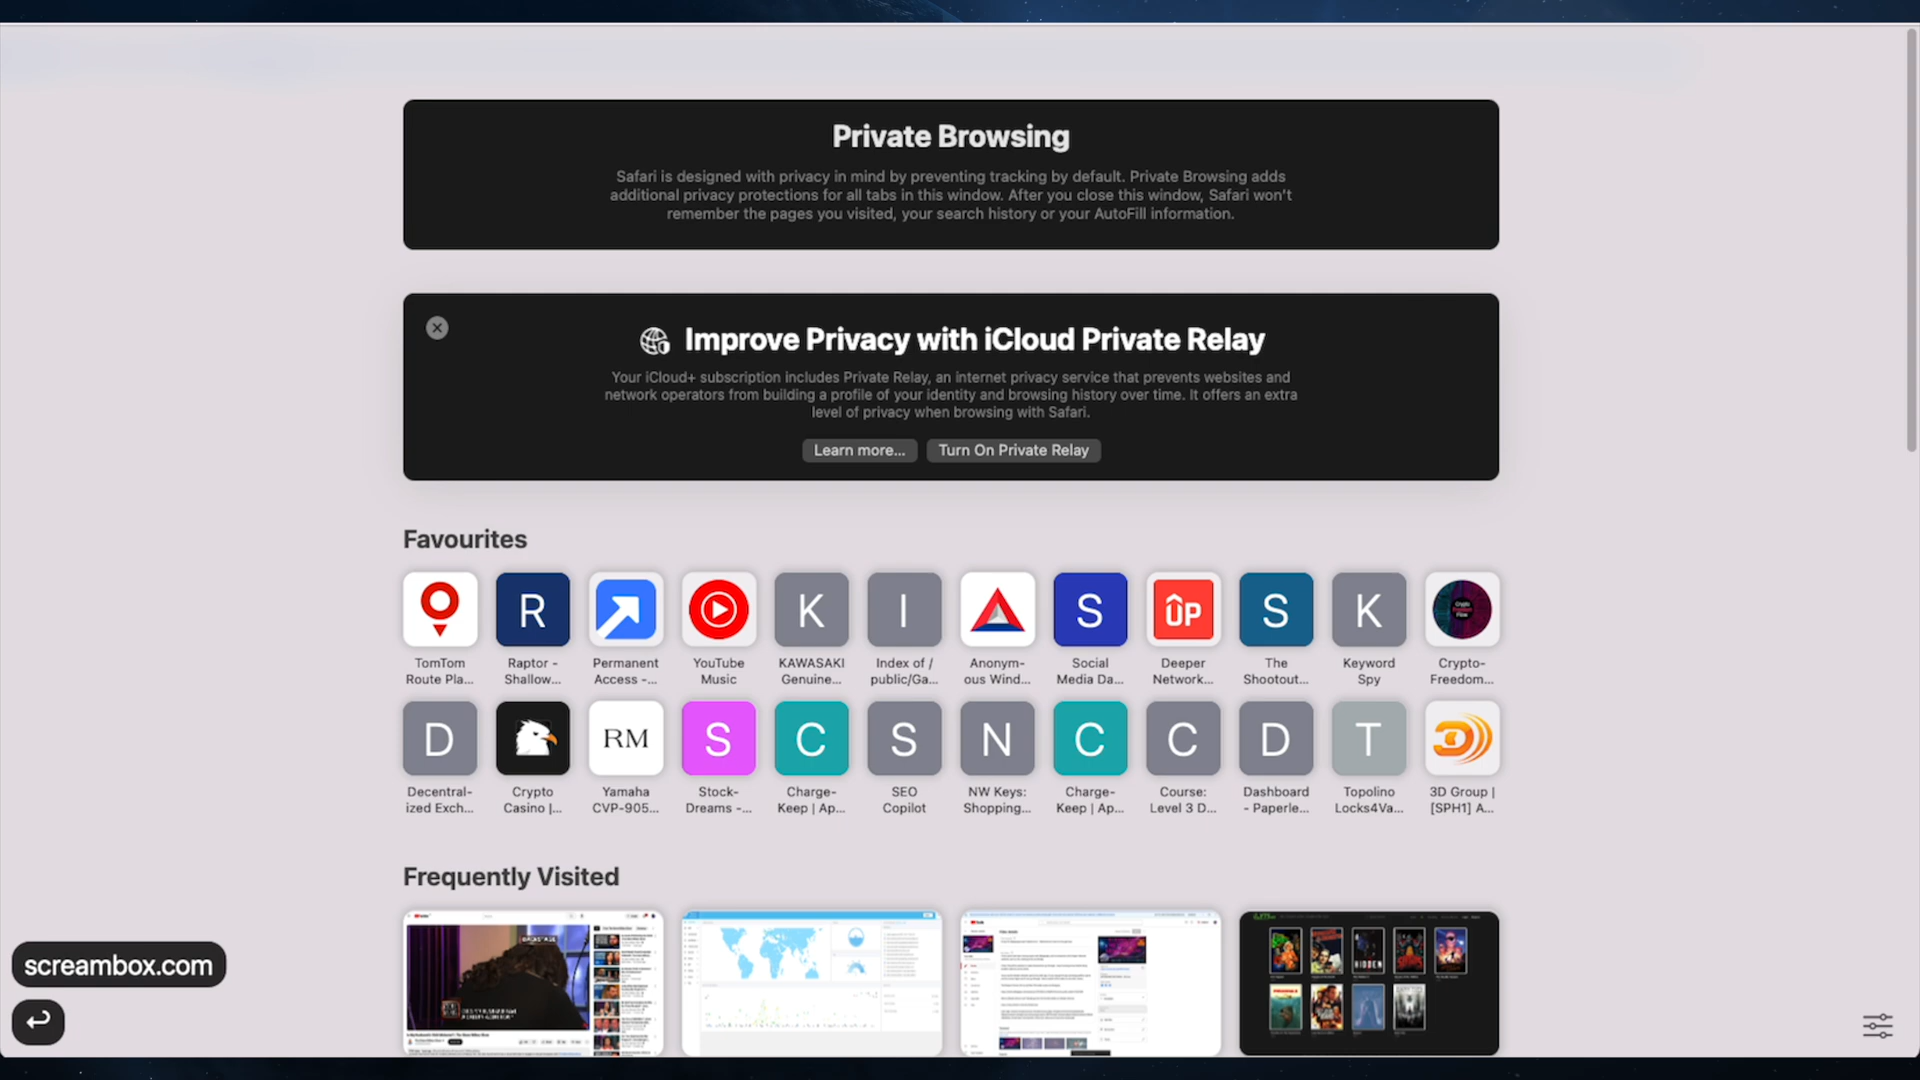 Private Browsing
Safari is designed with privacy in mind by preventing tracking by default. Private Browsing adds
additional privacy protections for all tabs in this window. After you close this window, Safari won't
remember the pages you visited, your search history or your AutoFill information.
Improve Privacy with iCloud Private Relay
Your iCloud+ subscription includes Private Relay, an internet privacy service that prevents websites and
network operators from building a profile of your identity and browsing history over time. It offers an extra
level of privacy when browsing with Safari.
Learn more... Turn On Private Relay
Favourites
R K I S ÛP S K
TomTom Raptor - Permanent YouTube KAWASAKI Index of / Anonym- Social Deeper The Keyword Crypto-
Route Pla... Shallow... Access -... Music Genuine... public/Ga... ous Wind... Media Da... Network... Shootout... Spy Freedom...
D RM S C S N C C D T
Decentral- Crypto Yamaha Stock- Charge- SEO NW Keys: Charge- Course: Dashboard Topolino 3D Group |
ized Exch... Casino |... CVP-905... Dreams -... Keep | Ap... Copilot Shopping... Keep | Ap... Level 3 D... - Paperle... Locks4Va... [SPH1] A...
Frequently Visited
BACKSTAGE
HIDDEN
screambox.com